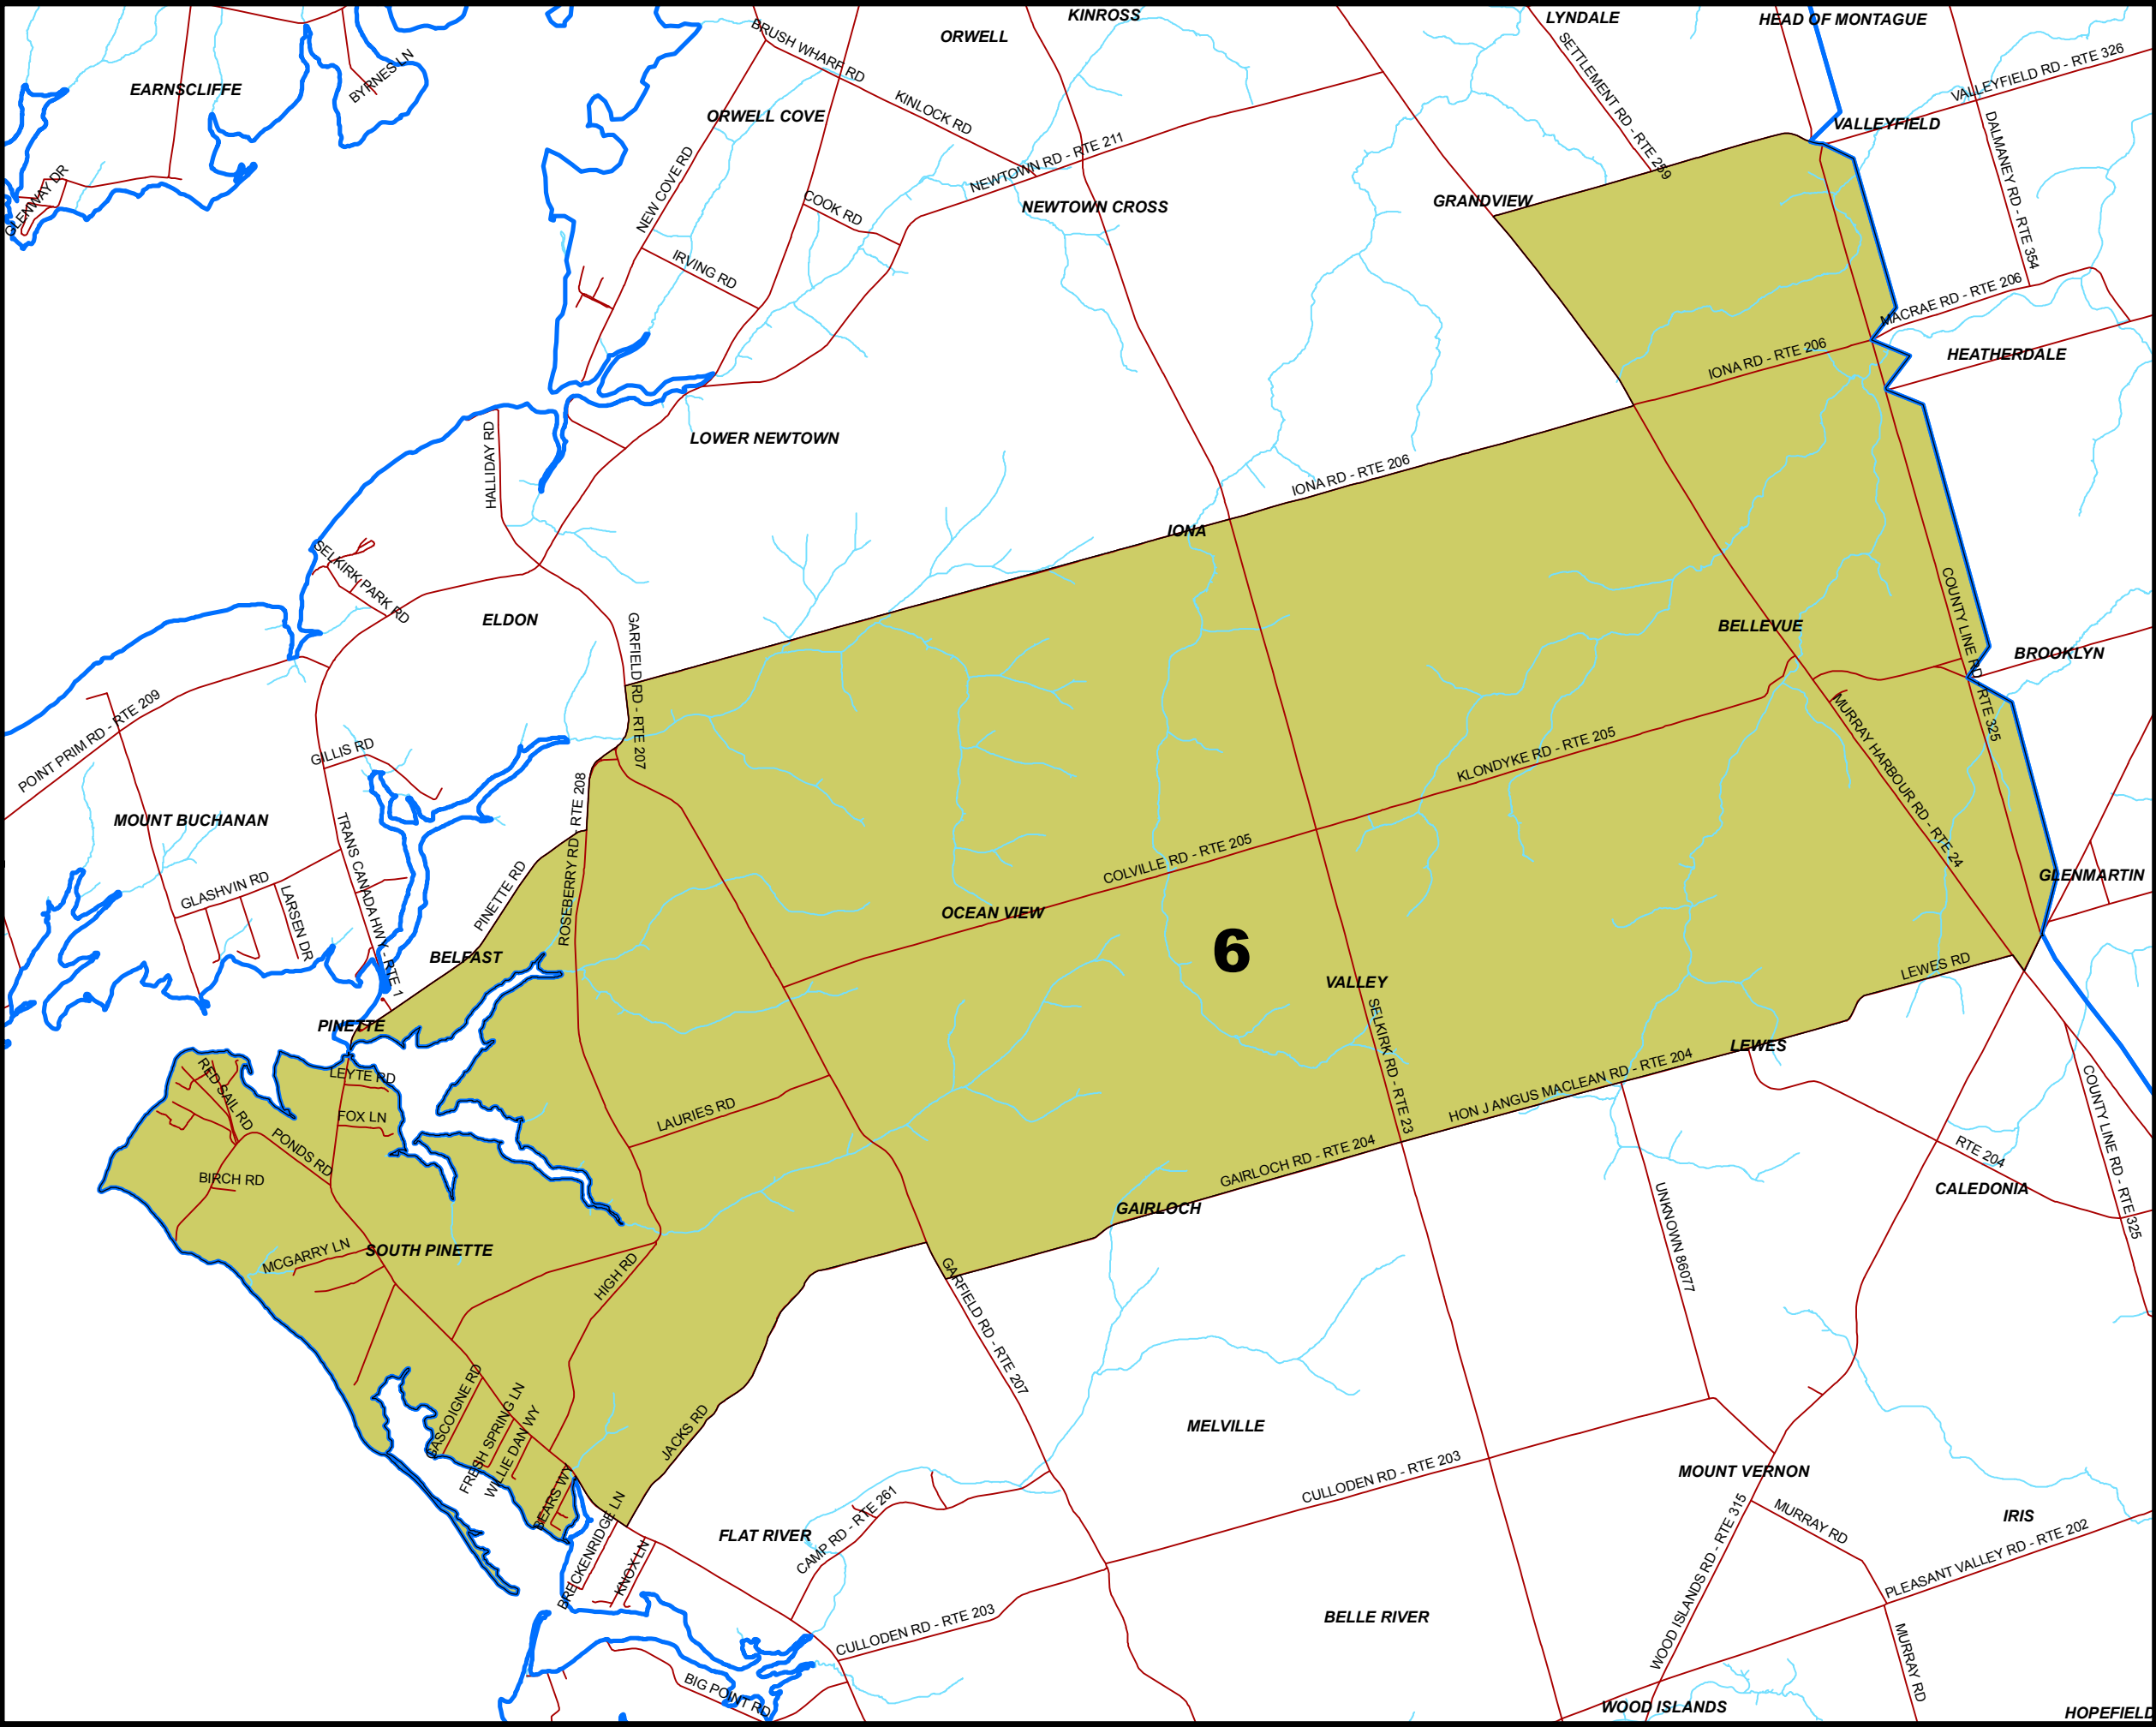 KINROSS
LYNDALE
HEAD OF MONTAGUE
BRUSH WHARF RD
ORWELL
VALLEYFIELD RD - RTE 326
SETTLEMENT RD - RTE 259
EARNSCLIFFE
BYRNES LN
ORWELL COVE
KINLOCK RD
VALLEYFIELD
DALMANEY RD - RTE 354
NEWTOWN RD - RTE 211
GLENWAY DR
NEW COVE RD
COOK RD
NEWTOWN CROSS
GRANDVIEW
IRVING RD
MACRAE RD - RTE 206
IONA RD - RTE 206
HEATHERDALE
LOWER NEWTOWN
HALLIDAY RD
IONA RD - RTE 206
IONA
SELKIRK PARK RD
ELDON
GARFIELD RD - RTE 207
BELLEVUE
COUNTY LINE RD - RTE 325
BROOKLYN
POINT PRIM RD - RTE 209
GILLIS RD
KLONDYKE RD - RTE 205
MURRAY HARBOUR RD - RTE 24
MOUNT BUCHANAN
TRANS CANADA HWY - RTE 1
ROSEBERRY RD - RTE 208
COLVILLE RD - RTE 205
GLENMARTIN
GLASHVIN RD
LARSEN DR
PINETTE RD
OCEAN VIEW
6
BELFAST
VALLEY
LEWES RD
PINETTE
SELKIRK RD - RTE 23
LEWES
LEYTE RD
RED SAIL RD
FOX LN
LAURIES RD
HON J ANGUS MACLEAN RD - RTE 204
COUNTY LINE RD - RTE 325
PONDS RD
GAIRLOCH RD - RTE 204
RTE 204
BIRCH RD
GAIRLOCH
UNKNOWN 86077
CALEDONIA
MCGARRY LN
SOUTH PINETTE
HIGH RD
GARFIELD RD - RTE 207
GASCOIGNE RD
FRESH SPRING LN
WILLIE DAN WY
JACKS RD
MELVILLE
BEARS WY
CULLODEN RD - RTE 203
MOUNT VERNON
BRECKENRIDGE LN
KNOX LN
FLAT RIVER
CAMP RD - RTE 261
MURRAY RD
IRIS
PLEASANT VALLEY RD - RTE 202
WOOD ISLANDS RD - RTE 315
CULLODEN RD - RTE 203
BELLE RIVER
MURRAY RD
BIG POINT RD
WOOD ISLANDS
HOPEFIELD